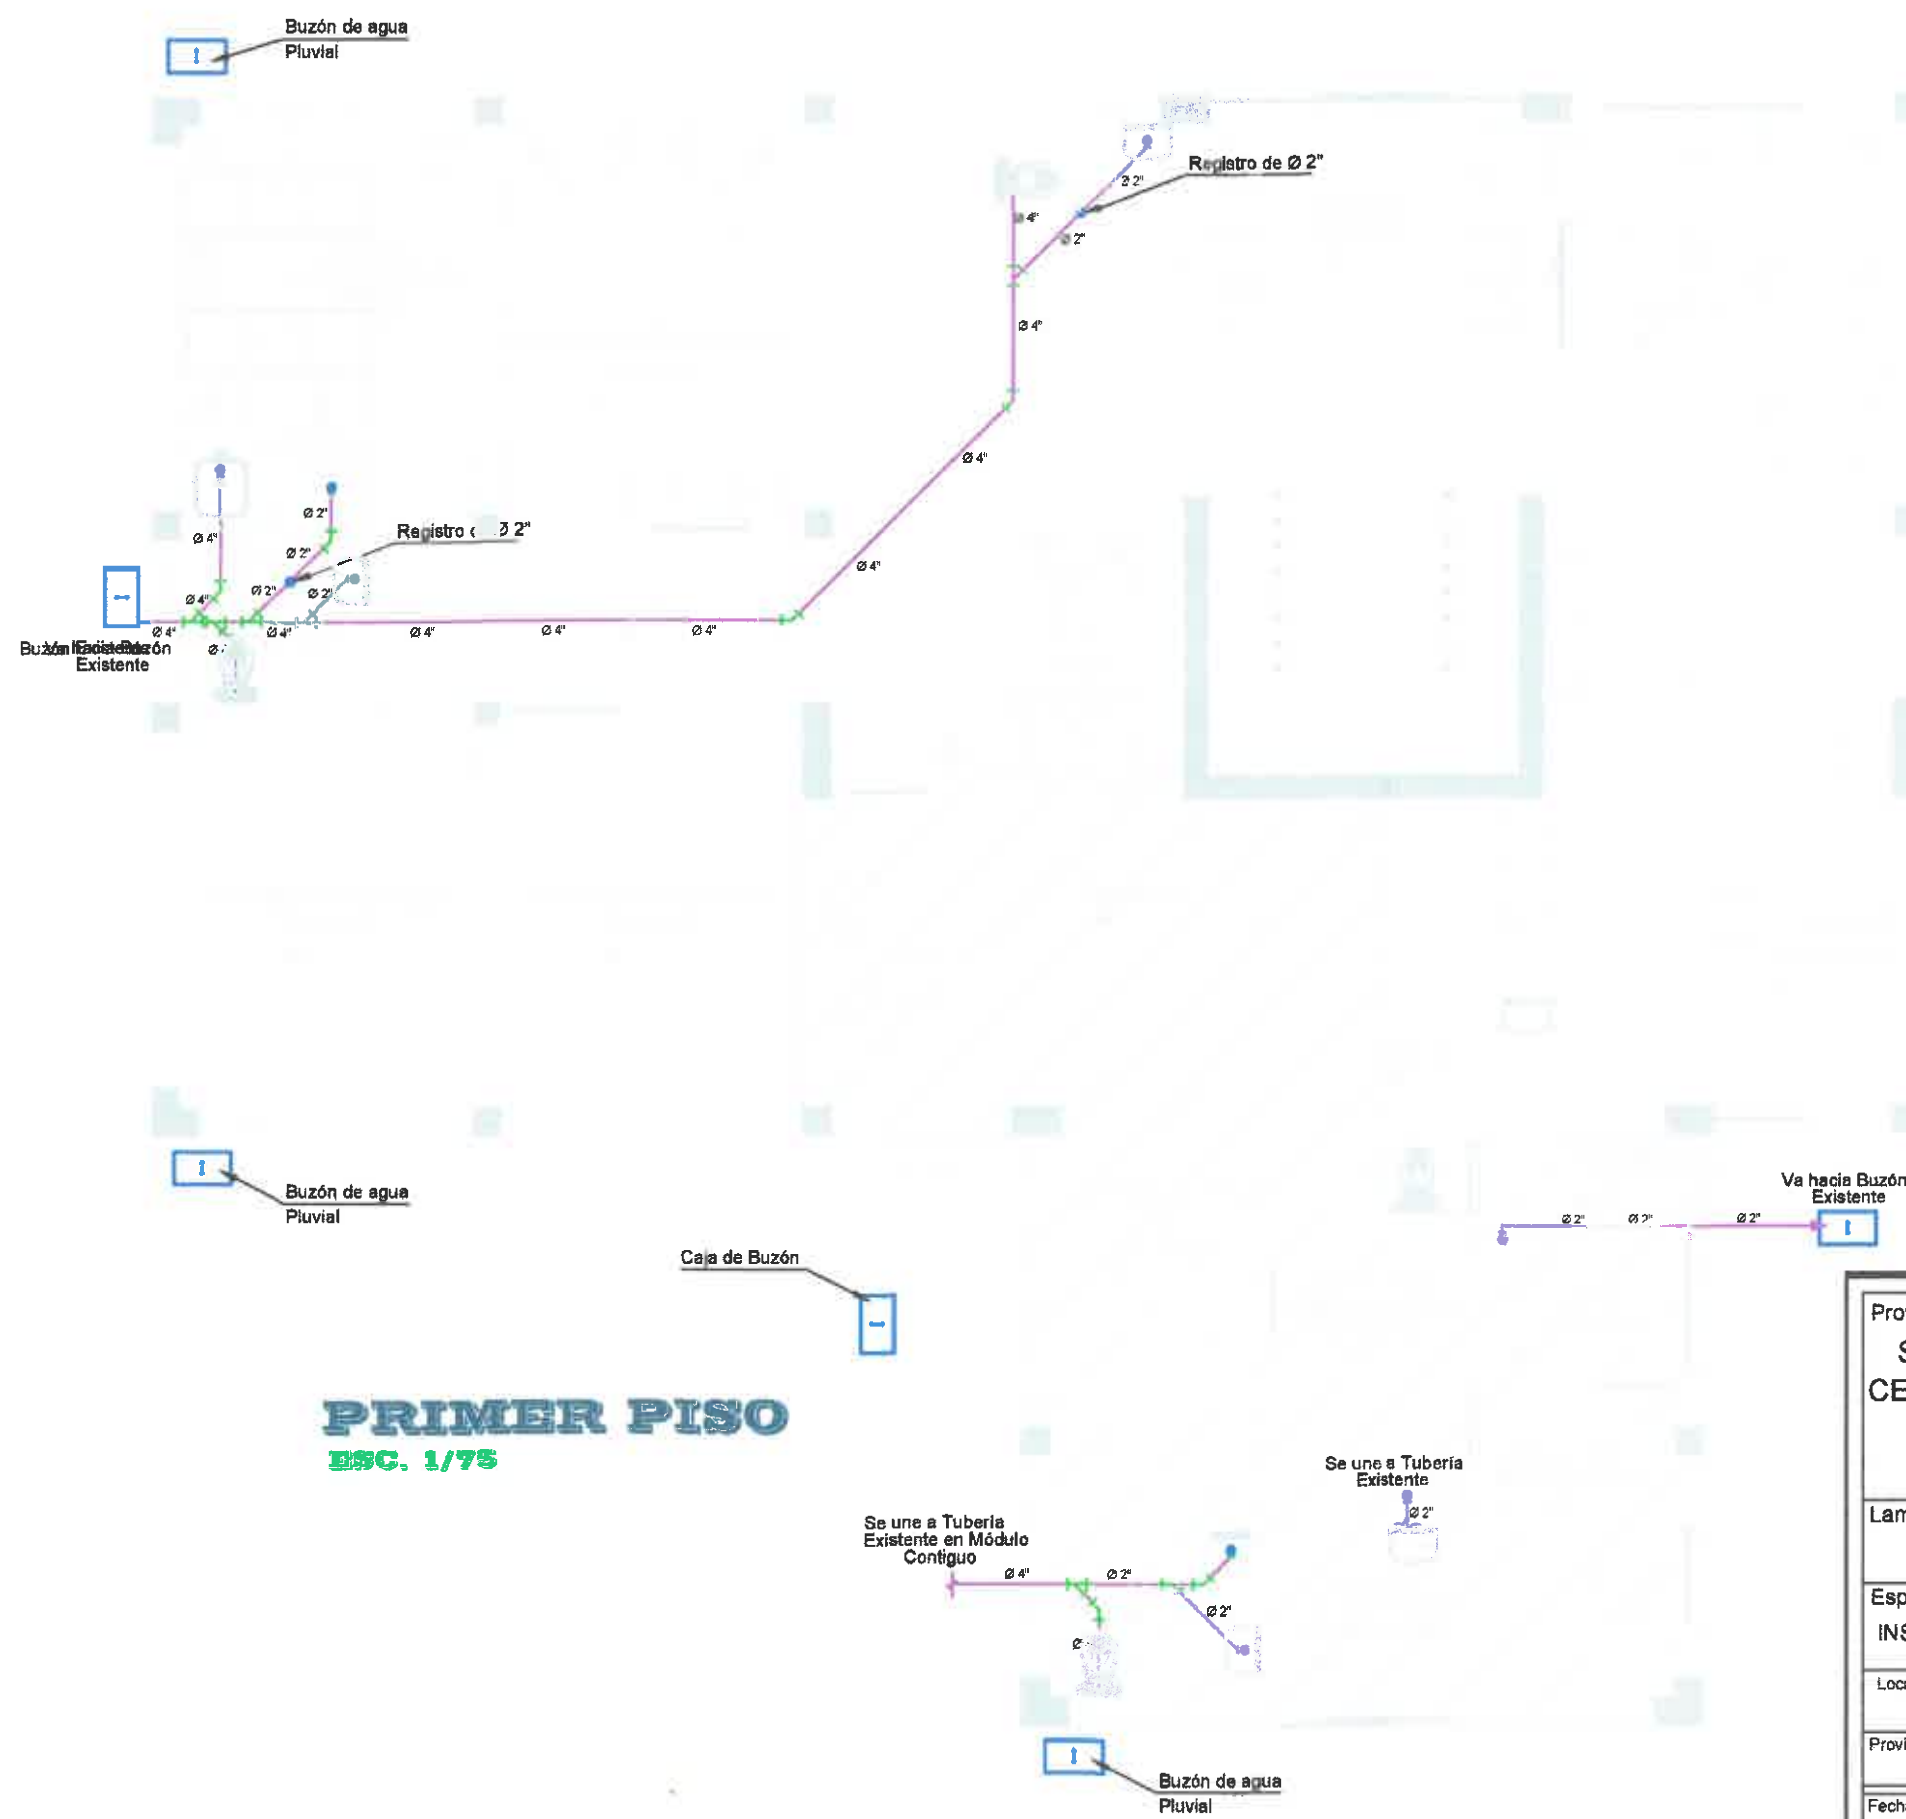 Buzón de agua
Pluvial
Registro de Ø 2"
Ø 2"
Ø 4"
Ø 2"
Ø 4"
Ø 4"
Ø 2"
Registro Ø 2"
Ø 4"
Ø 2"
Ø 4"
Ø 2"
Ø 2"
Ø 4"
Ø 4"
Ø 4"
Ø 4"
Ø 4"
Ø 4"
Existente
Buzón de agua
Pluvial
Va hacia Buzón
Existente
Ø 2"
Ø 2"
Ø 2"
Caja de Buzón
PRIMER PISO
ESC. 1/75
Se une a Tubería
Existente
Ø 2"
Se une a Tubería
Existente en Módulo
Contiguo
Ø 4"
Ø 2"
Ø 2"
Buzón de agua
Pluvial